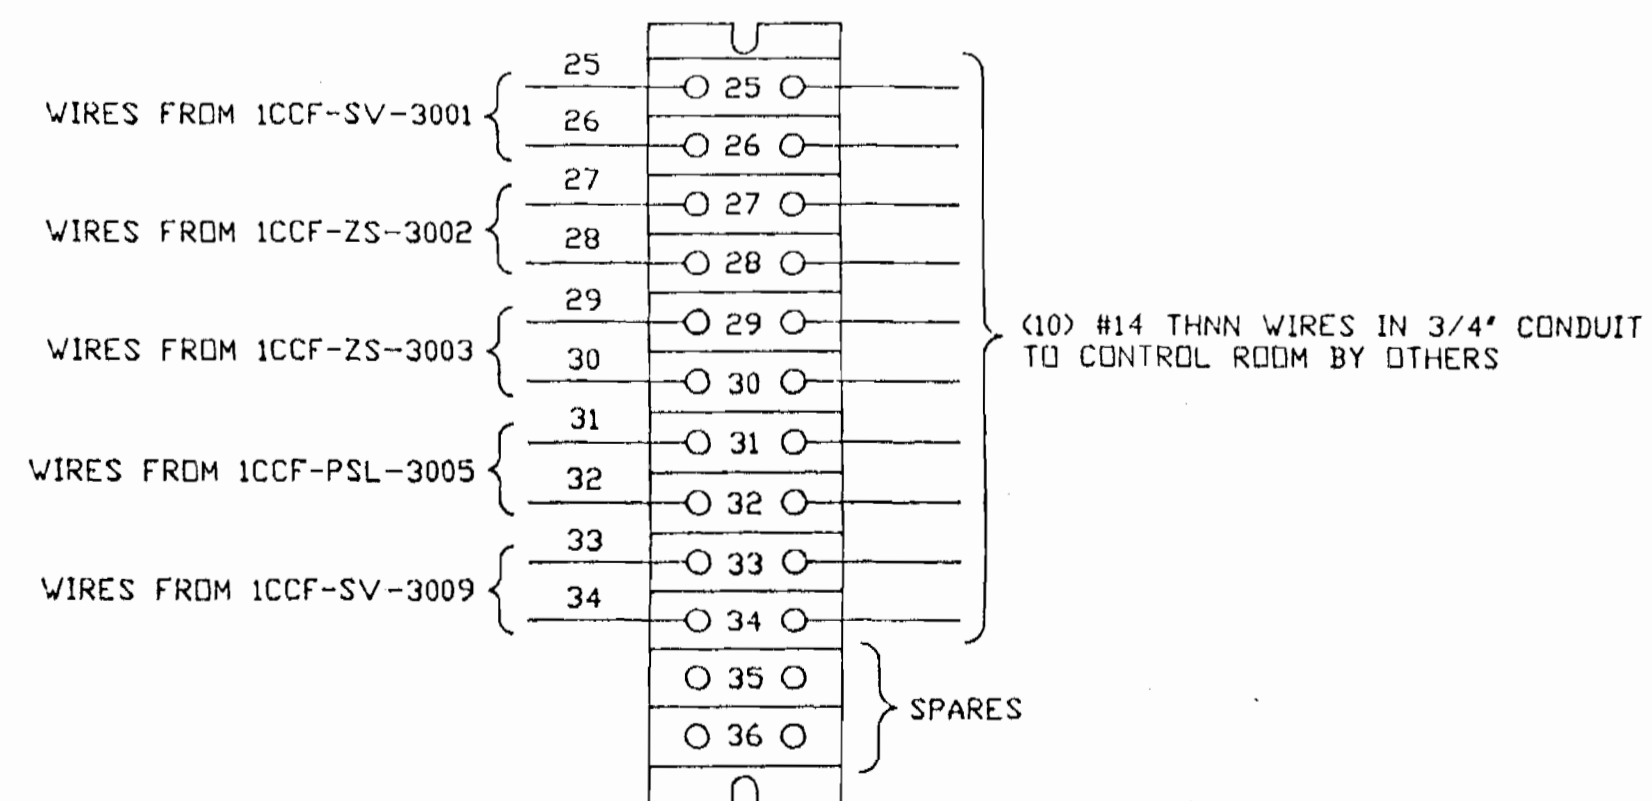 25
WIRES FROM 1CCF-SV-3001
25
26
26
27
27
WIRES FROM 1CCF-ZS-3002
28
28
29
29
(10) #14 THNN WIRES IN 3/4" CONDUIT
TO CONTROL ROOM BY OTHERS
WIRES FROM 1CCF-ZS-3003
30
30
31
31
WIRES FROM 1CCF-PSL-3005
32
32
33
33
WIRES FROM 1CCF-SV-3009
34
34
35
SPARES
36